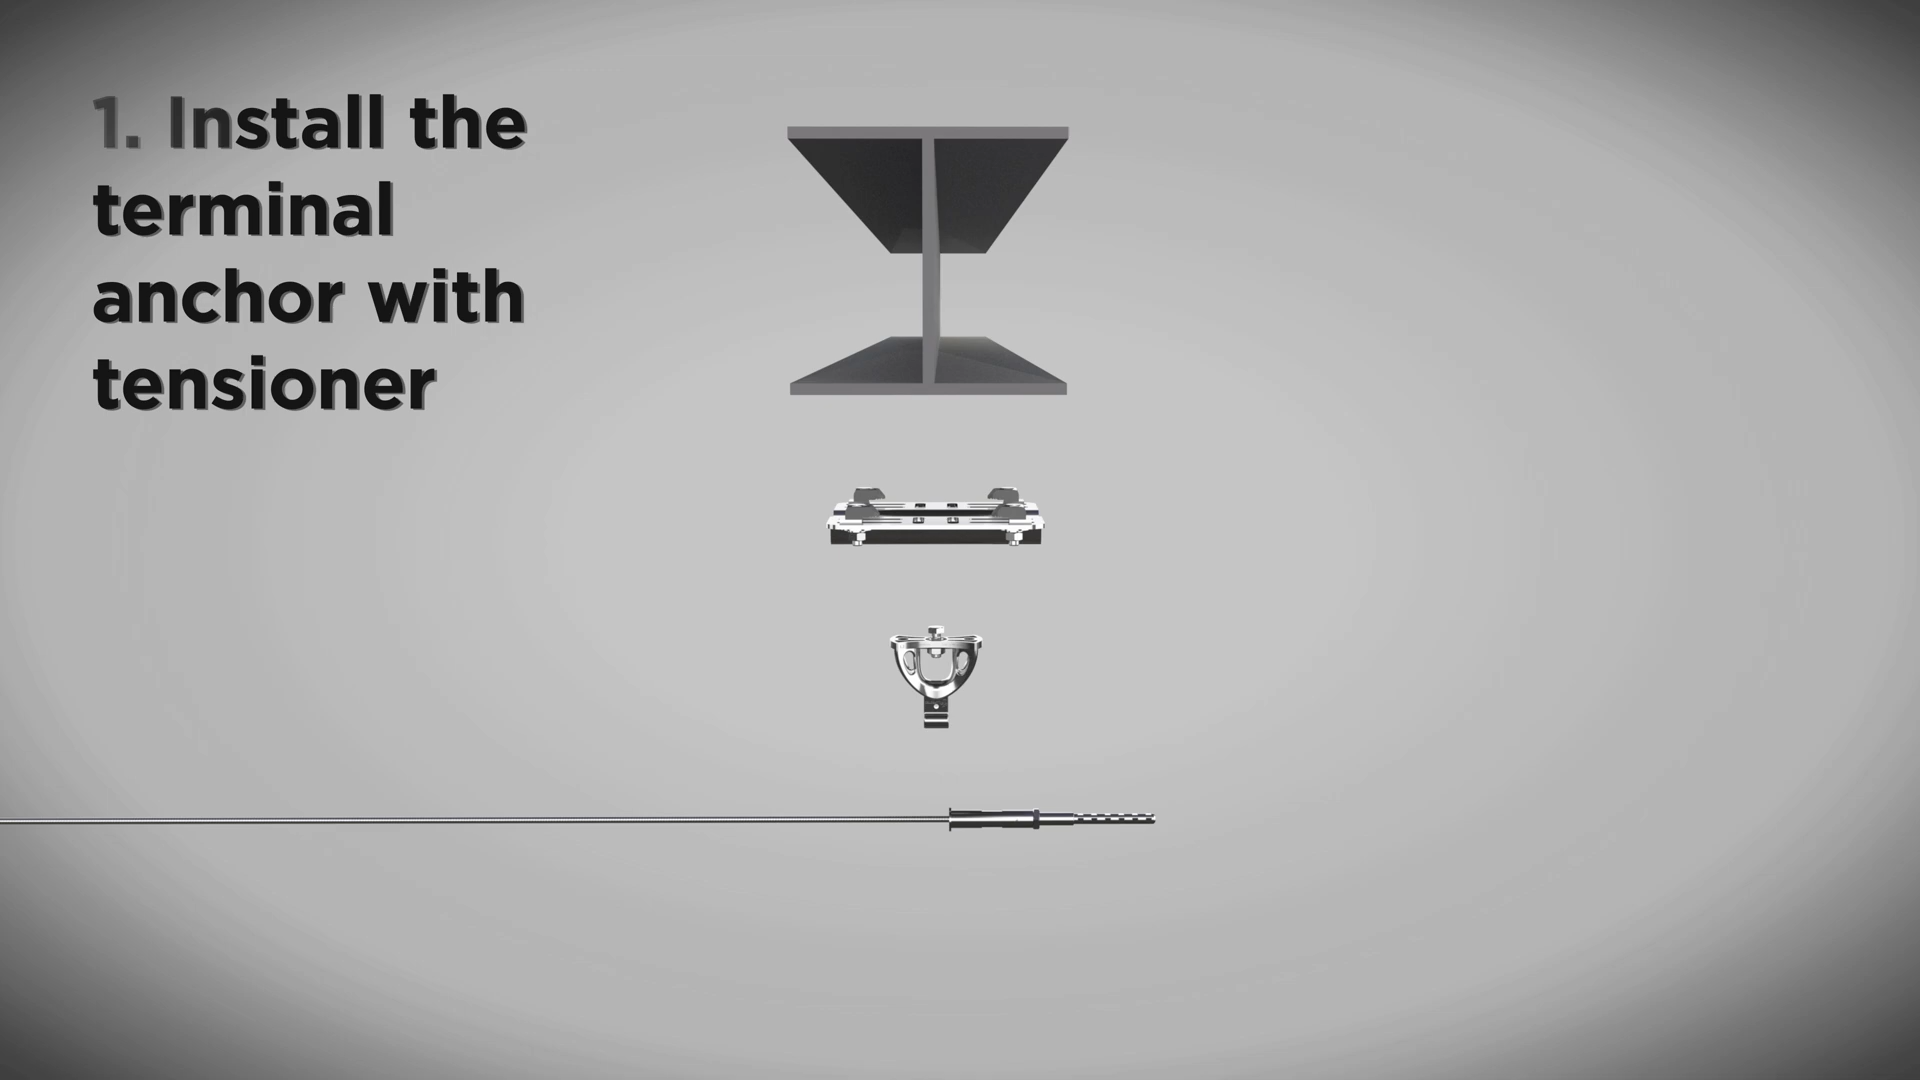 1. Install the
terminal
anchor with
tensioner